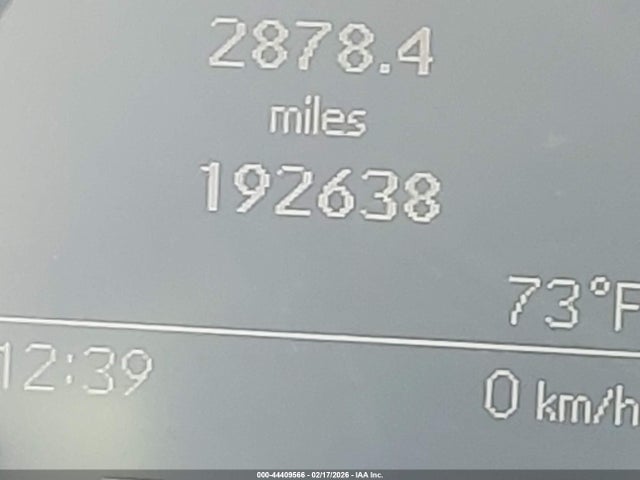 2878.4
miles
192638
73°F
12:39
0 km/h
000-44409566 - 02/17/2026 - IAA Inc.